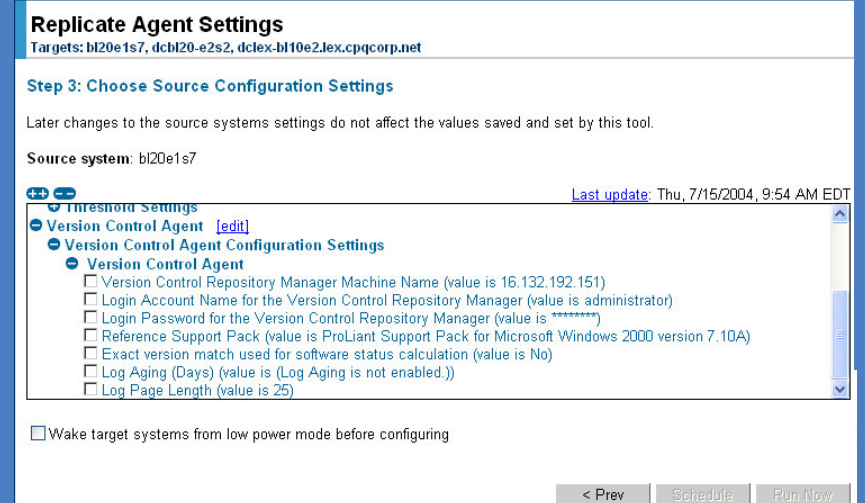 Replicate Agent Settings
Targets: bl20e1s7, dcbl20-e2s2, dclex-bl10e2.lex.cpqcorp.net
Step 3: Choose Source Configuration Settings
Later changes to the source systems settings do not affect the values saved and set by this tool.
Source system: bl20e1s7
Last update: Thu, 7/15/2004, 9:54 AM EDT
Threshold Settings
Version Control Agent [edit]
Version Control Agent Configuration Settings
Version Control Agent
Version Control Repository Manager Machine Name (value is 16.132.192.151)
Login Account Name for the Version Control Repository Manager (value is administrator)
Login Password for the Version Control Repository Manager (value is ********)
Reference Support Pack (value is ProLiant Support Pack for Microsoft Windows 2000 version 7.10A)
Exact version match used for software status calculation (value is No)
Log Aging (Days) (value is (Log Aging is not enabled.))
Log Page Length (value is 25)
Wake target systems from low power mode before configuring
< Prev Schedule Run Now